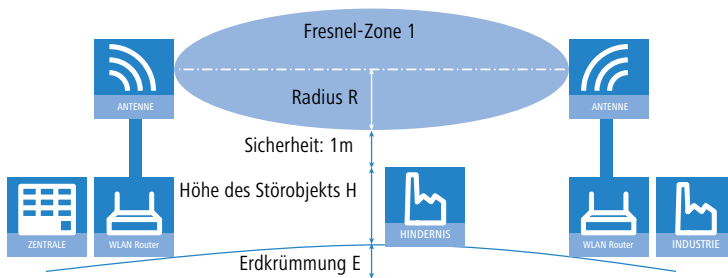 Fresnel-Zone 1
ANTENNE
ANTENNE
Radius R
Sicherheit: 1m
Höhe des Störobjekts H
ZENTRALE
WLAN Router
HINDERNIS
WLAN Router
INDUSTRIE
Erdkrümmung E